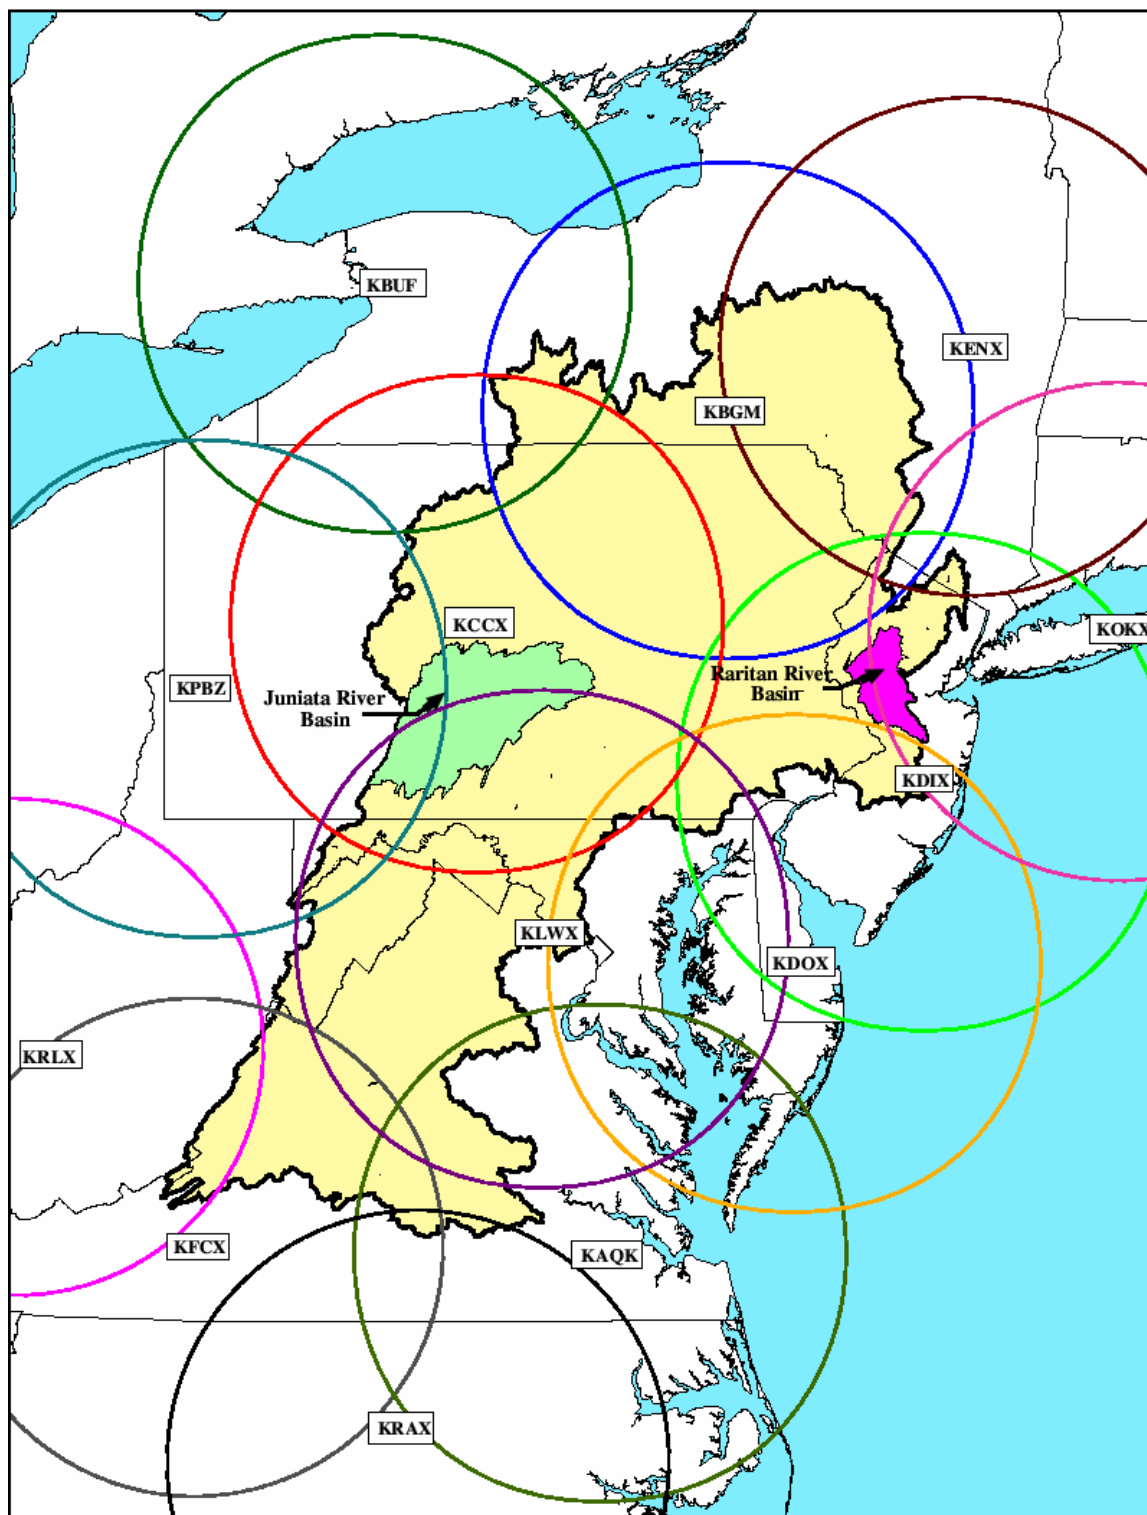 KBUF
KENX
KBGM
KCCX
KOKX
KPBZ
Juniata River
Basin
Raritan River
Basin
KDIX
KLWX
KDOX
KRLX
KFCX
KAQK
KRAX